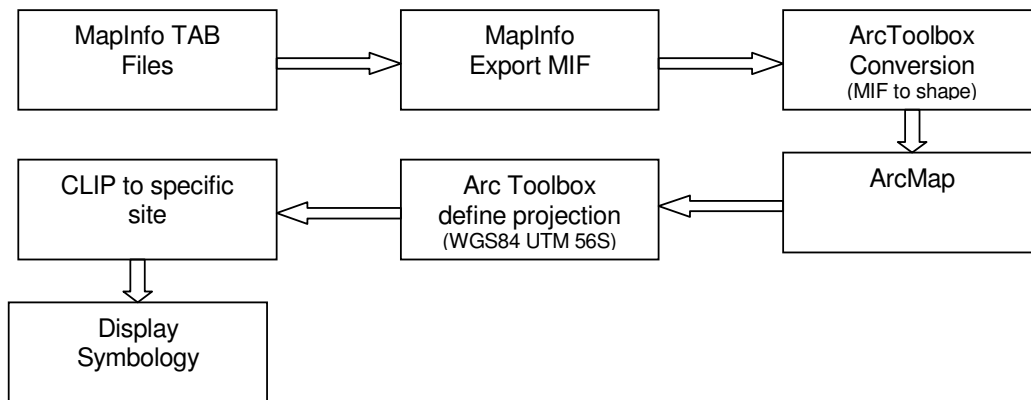 MapInfo TAB
Files
MapInfo
Export MIF
ArcToolbox
Conversion
(MIF to shape)
ArcMap
Arc Toolbox
define projection
(WGS84 UTM 56S)
CLIP to specific
site
Display
Symbology